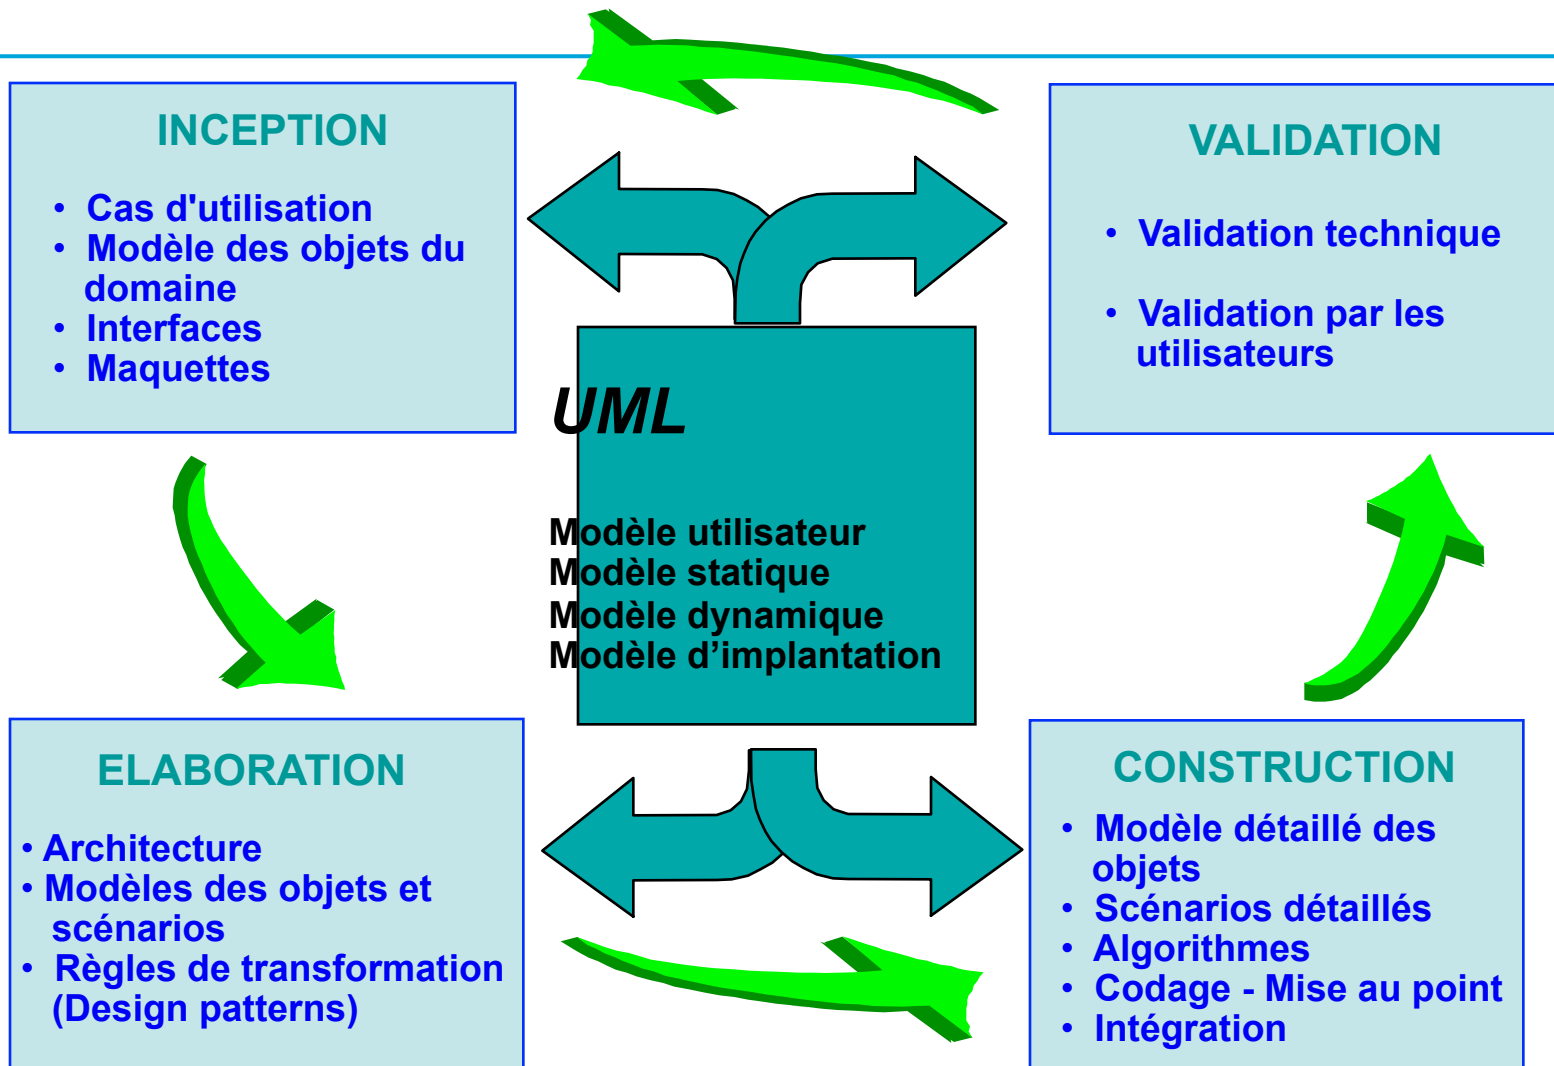 INCEPTION
• Cas d'utilisation
• Modèle des objets du
domaine
• Interfaces
• Maquettes
VALIDATION
• Validation technique
• Validation par les
utilisateurs
UML
Modèle utilisateur
Modèle statique
Modèle dynamique
Modèle d’implantation
ELABORATION
• Architecture
• Modèles des objets et
scénarios
• Règles de transformation
(Design patterns)
CONSTRUCTION
• Modèle détaillé des
objets
• Scénarios détaillés
• Algorithmes
• Codage - Mise au point
• Intégration